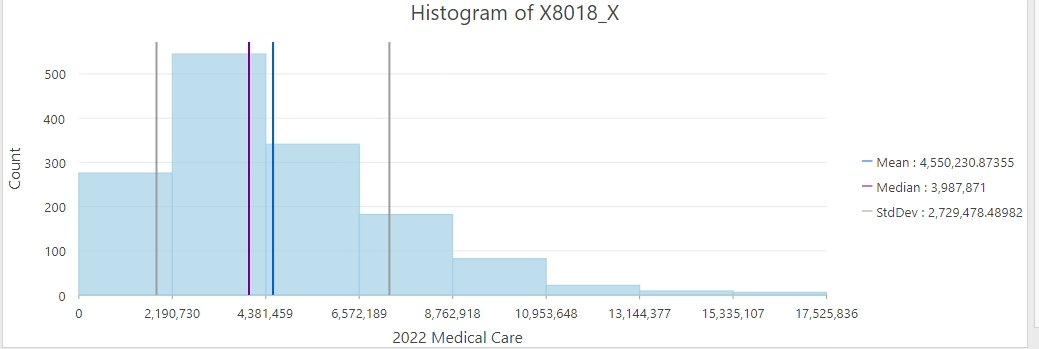 Histogram of X8018_X
Count
500
400
300
200
100
0
0 2,190,730 4,381,459 6,572,189 8,762,918 10,953,648 13,144,377 15,335,107 17,525,836
2022 Medical Care
Mean : 4,550,230.87355
Median : 3,987,871
StdDev : 2,729,478.48982